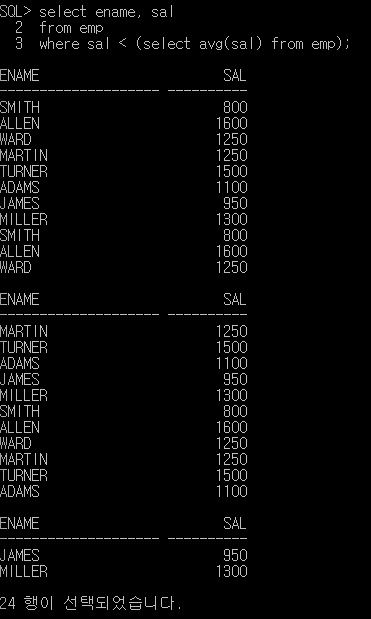 SQL> select ename, sal
  2  from emp
  3  where sal < (select avg(sal) from emp);

ENAME                       SAL
-------------------- ----------
SMITH                       800
ALLEN                      1600
WARD                       1250
MARTIN                     1250
TURNER                     1500
ADAMS                      1100
JAMES                       950
MILLER                     1300
SMITH                       800
ALLEN                      1600
WARD                       1250

ENAME                       SAL
-------------------- ----------
MARTIN                     1250
TURNER                     1500
ADAMS                      1100
JAMES                       950
MILLER                     1300
SMITH                       800
ALLEN                      1600
WARD                       1250
MARTIN                     1250
TURNER                     1500
ADAMS                      1100

ENAME                       SAL
-------------------- ----------
JAMES                       950
MILLER                     1300

24 행이 선택되었습니다.